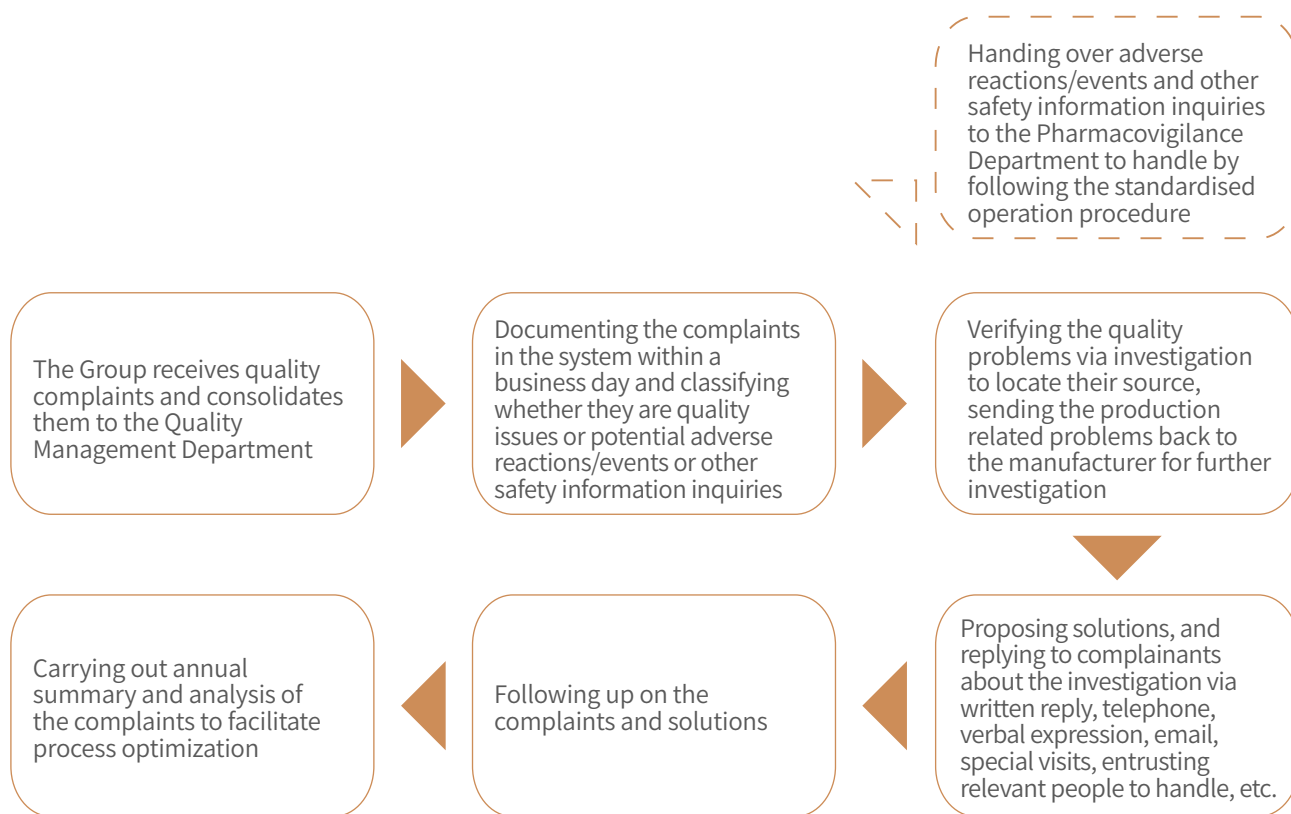 Handing over adverse
reactions/events and other
safety information inquiries
to the Pharmacovigilance
Department to handle by
following the standardised
operation procedure
The Group receives quality
complaints and consolidates
them to the Quality
Management Department
Documenting the complaints
in the system within a
business day and classifying
whether they are quality
issues or potential adverse
reactions/events or other
safety information inquiries
Verifying the quality
problems via investigation
to locate their source,
sending the production
related problems back to
the manufacturer for further
investigation
Proposing solutions, and
replying to complainants
about the investigation via
written reply, telephone,
verbal expression, email,
special visits, entrusting
relevant people to handle, etc.
Following up on the
complaints and solutions
Carrying out annual
summary and analysis of
the complaints to facilitate
process optimization